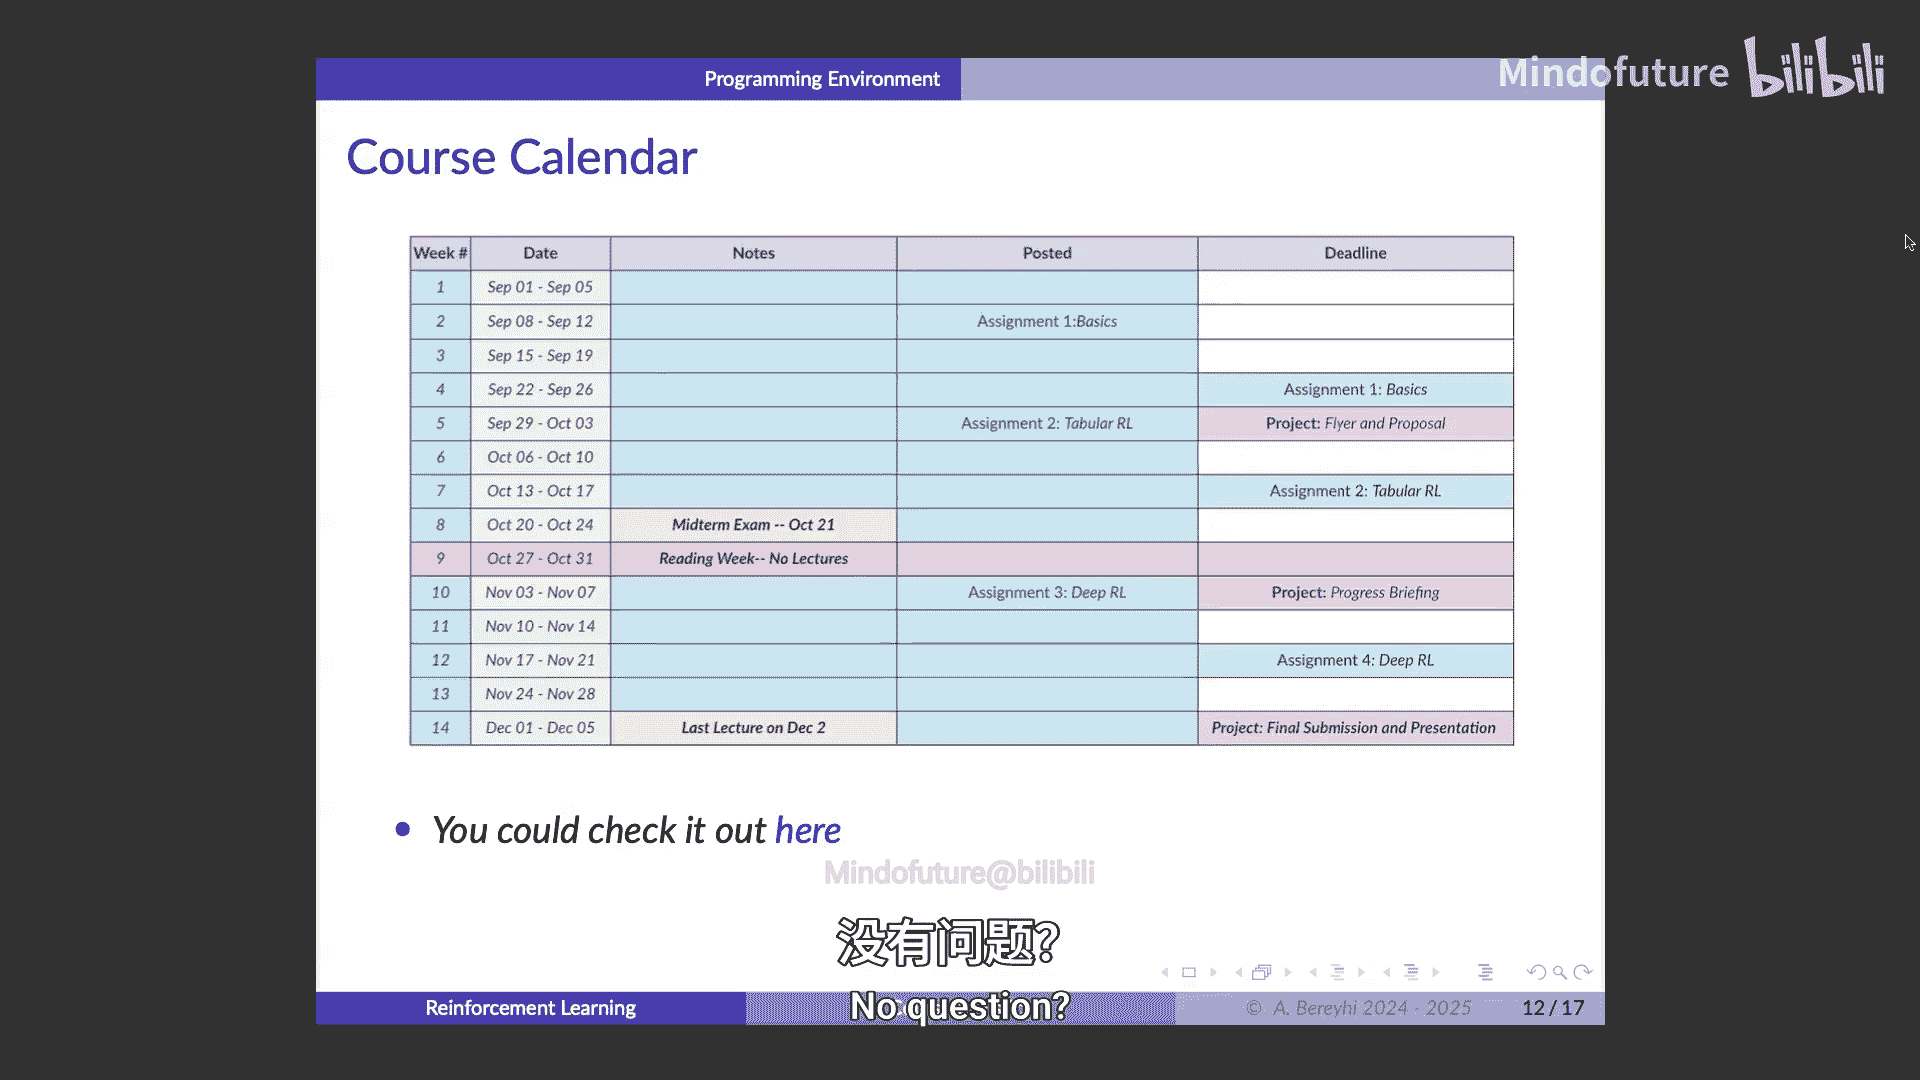 Programming Environment
Mindofuture bilibili
Course Calendar
Week # Date Notes Posted Deadline
1 Sep 01 - Sep 05
2 Sep 08 - Sep 12 Assignment 1:Basics
3 Sep 15 - Sep 19
4 Sep 22 - Sep 26 Assignment 1: Basics
5 Sep 29 - Oct 03 Assignment 2: Tabular RL Project: Flyer and Proposal
6 Oct 06 - Oct 10
7 Oct 13 - Oct 17 Assignment 2: Tabular RL
8 Oct 20 - Oct 24 Midterm Exam -- Oct 21
9 Oct 27 - Oct 31 Reading Week-- No Lectures
10 Nov 03 - Nov 07 Assignment 3: Deep RL Project: Progress Briefing
11 Nov 10 - Nov 14
12 Nov 17 - Nov 21 Assignment 4: Deep RL
13 Nov 24 - Nov 28
14 Dec 01 - Dec 05 Last Lecture on Dec 2 Project: Final Submission and Presentation
• You could check it out here
Mindofuture@bilibili
没有问题?
No question?
Reinforcement Learning © A. Bereyhi 2024 - 2025 12 / 17